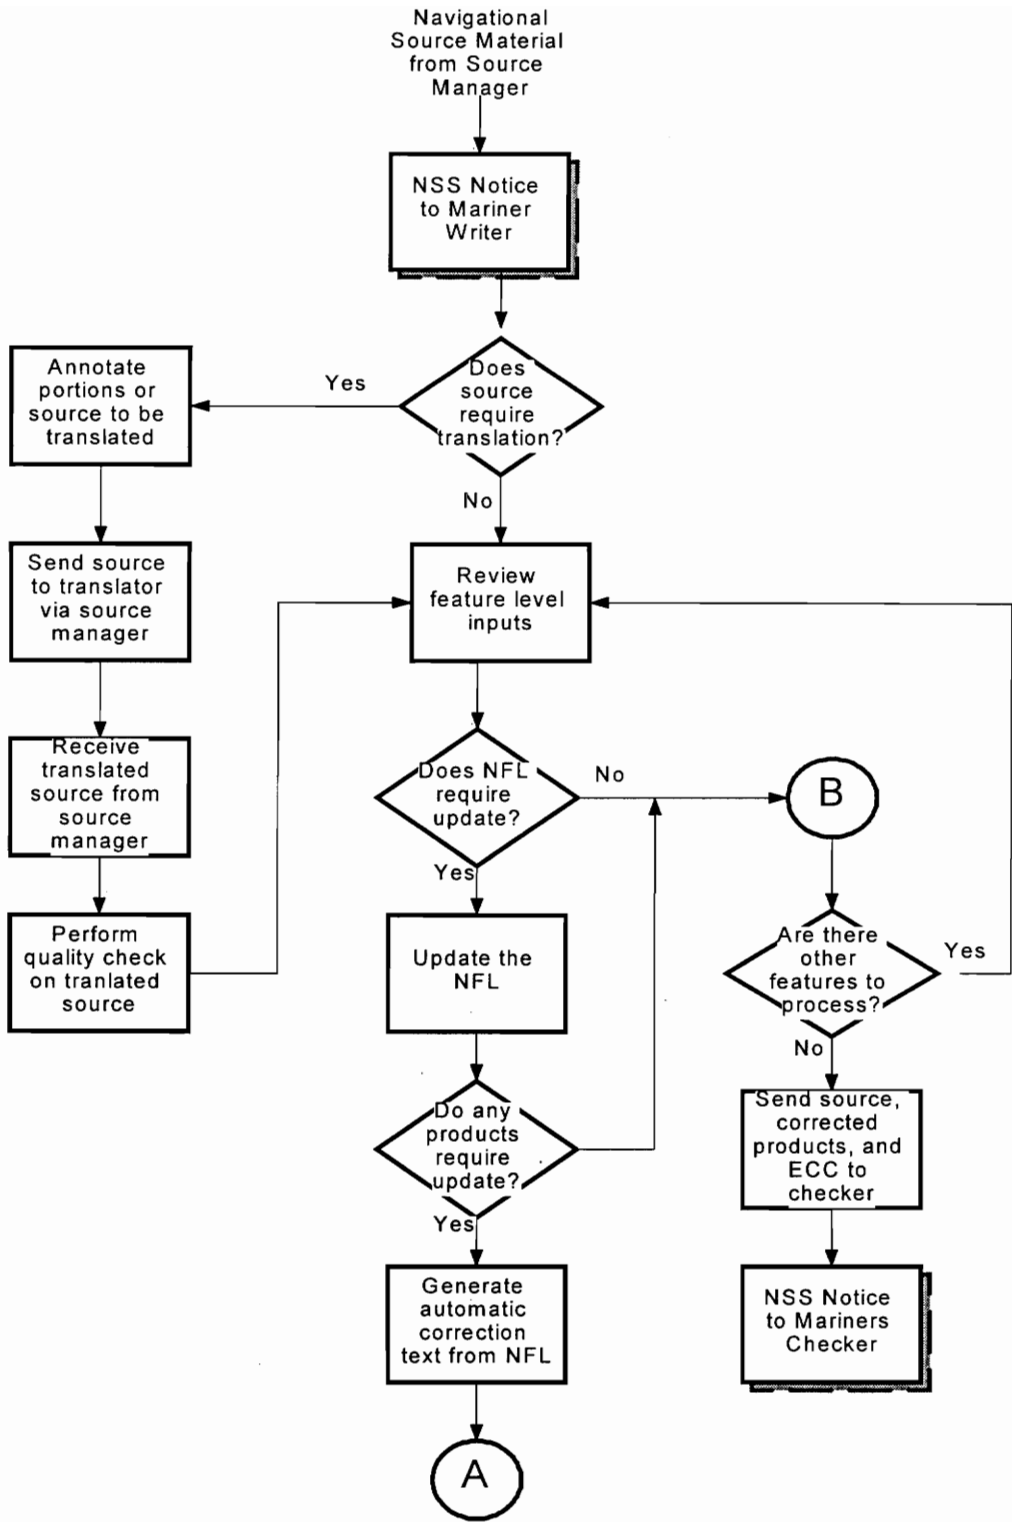 Navigational
Source Material
from Source
Manager
NSS Notice
to Mariner
Writer
Does
source
require
translation?
Yes
No
Annotate
portions or
source to be
translated
Send source
to translator
via source
manager
Receive
translated
source from
source
manager
Perform
quality check
on tranlated
source
Review
feature level
inputs
Does NFL
require
update?
No
Yes
Update the
NFL
Do any
products
require
update?
Yes
Generate
automatic
correction
text from NFL
A
B
Are there
other
features to
process?
Yes
No
Send source,
corrected
products, and
ECC to
checker
NSS Notice
to Mariners
Checker